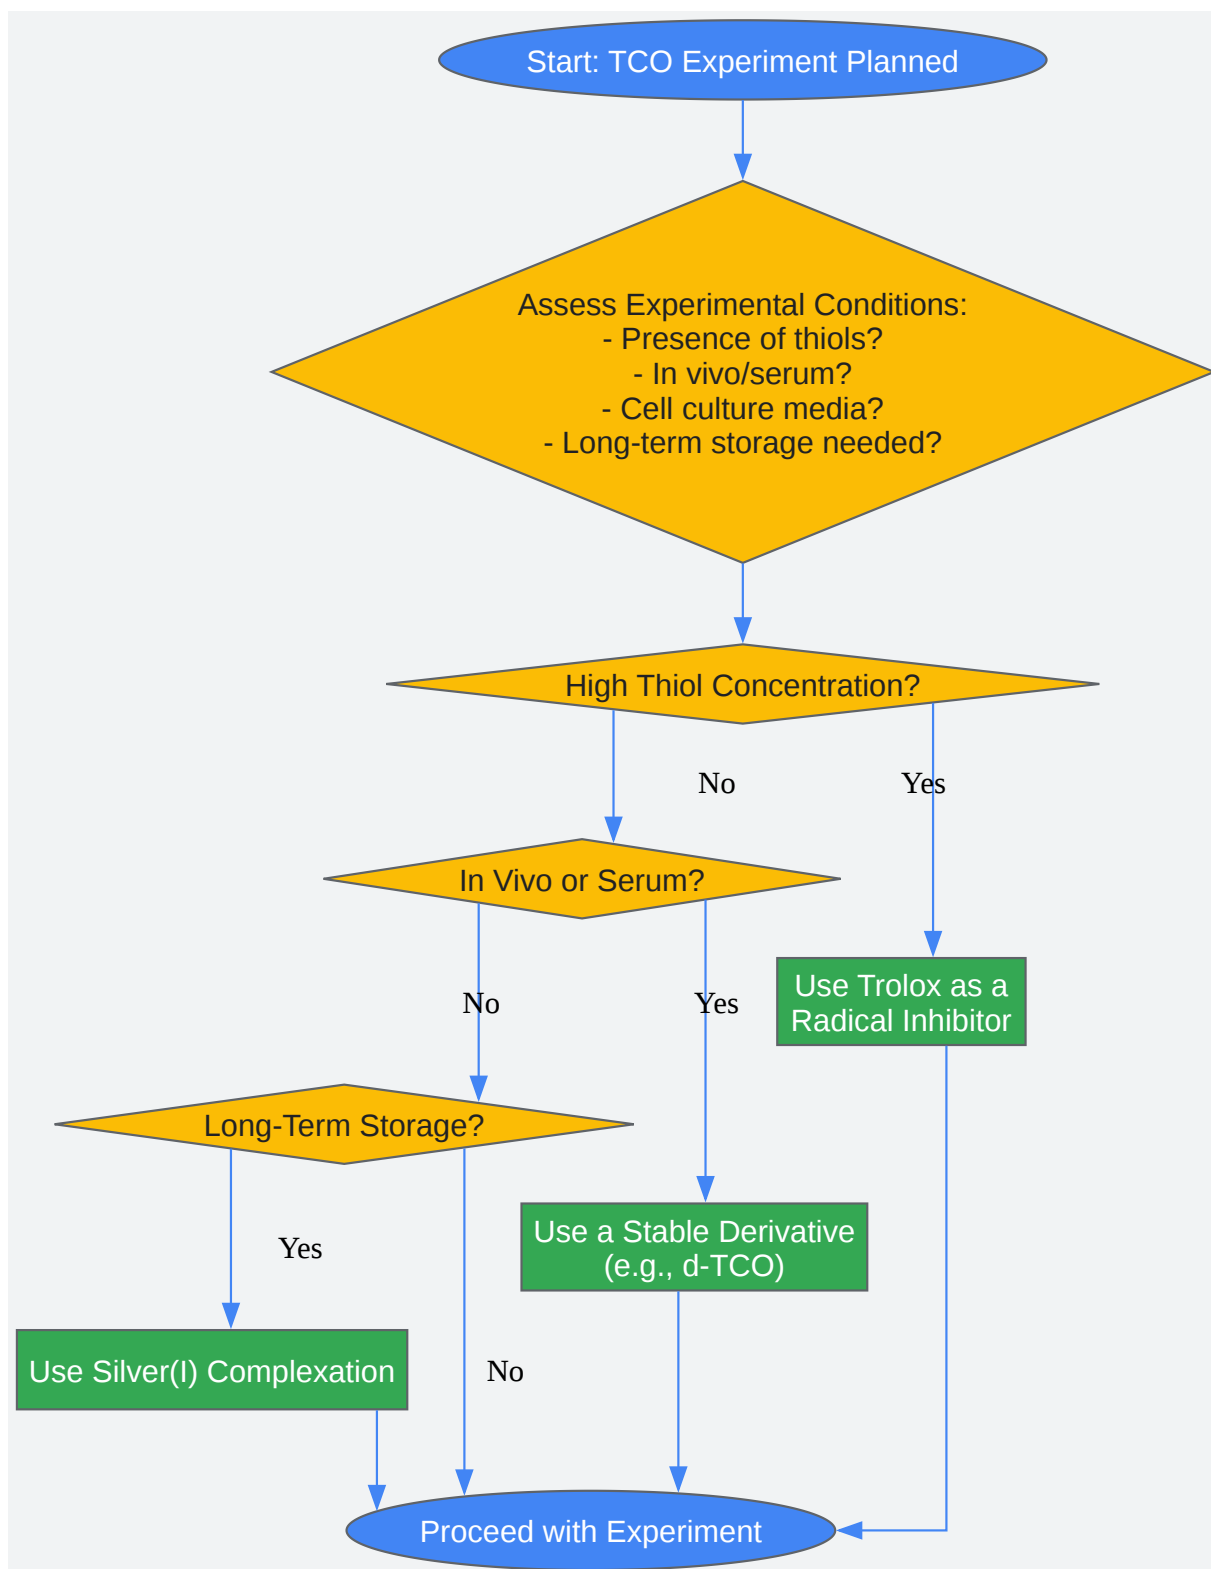 Start: TCO Experiment Planned
Assess Experimental Conditions:
- Presence of thiols?
- In vivo/serum?
- Cell culture media?
- Long-term storage needed?
High Thiol Concentration?
No
Yes
In Vivo or Serum?
No
Yes
Use Trolox as a
Radical Inhibitor
Long-Term Storage?
Yes
Use a Stable Derivative
(e.g., d-TCO)
Use Silver(I) Complexation
No
Proceed with Experiment